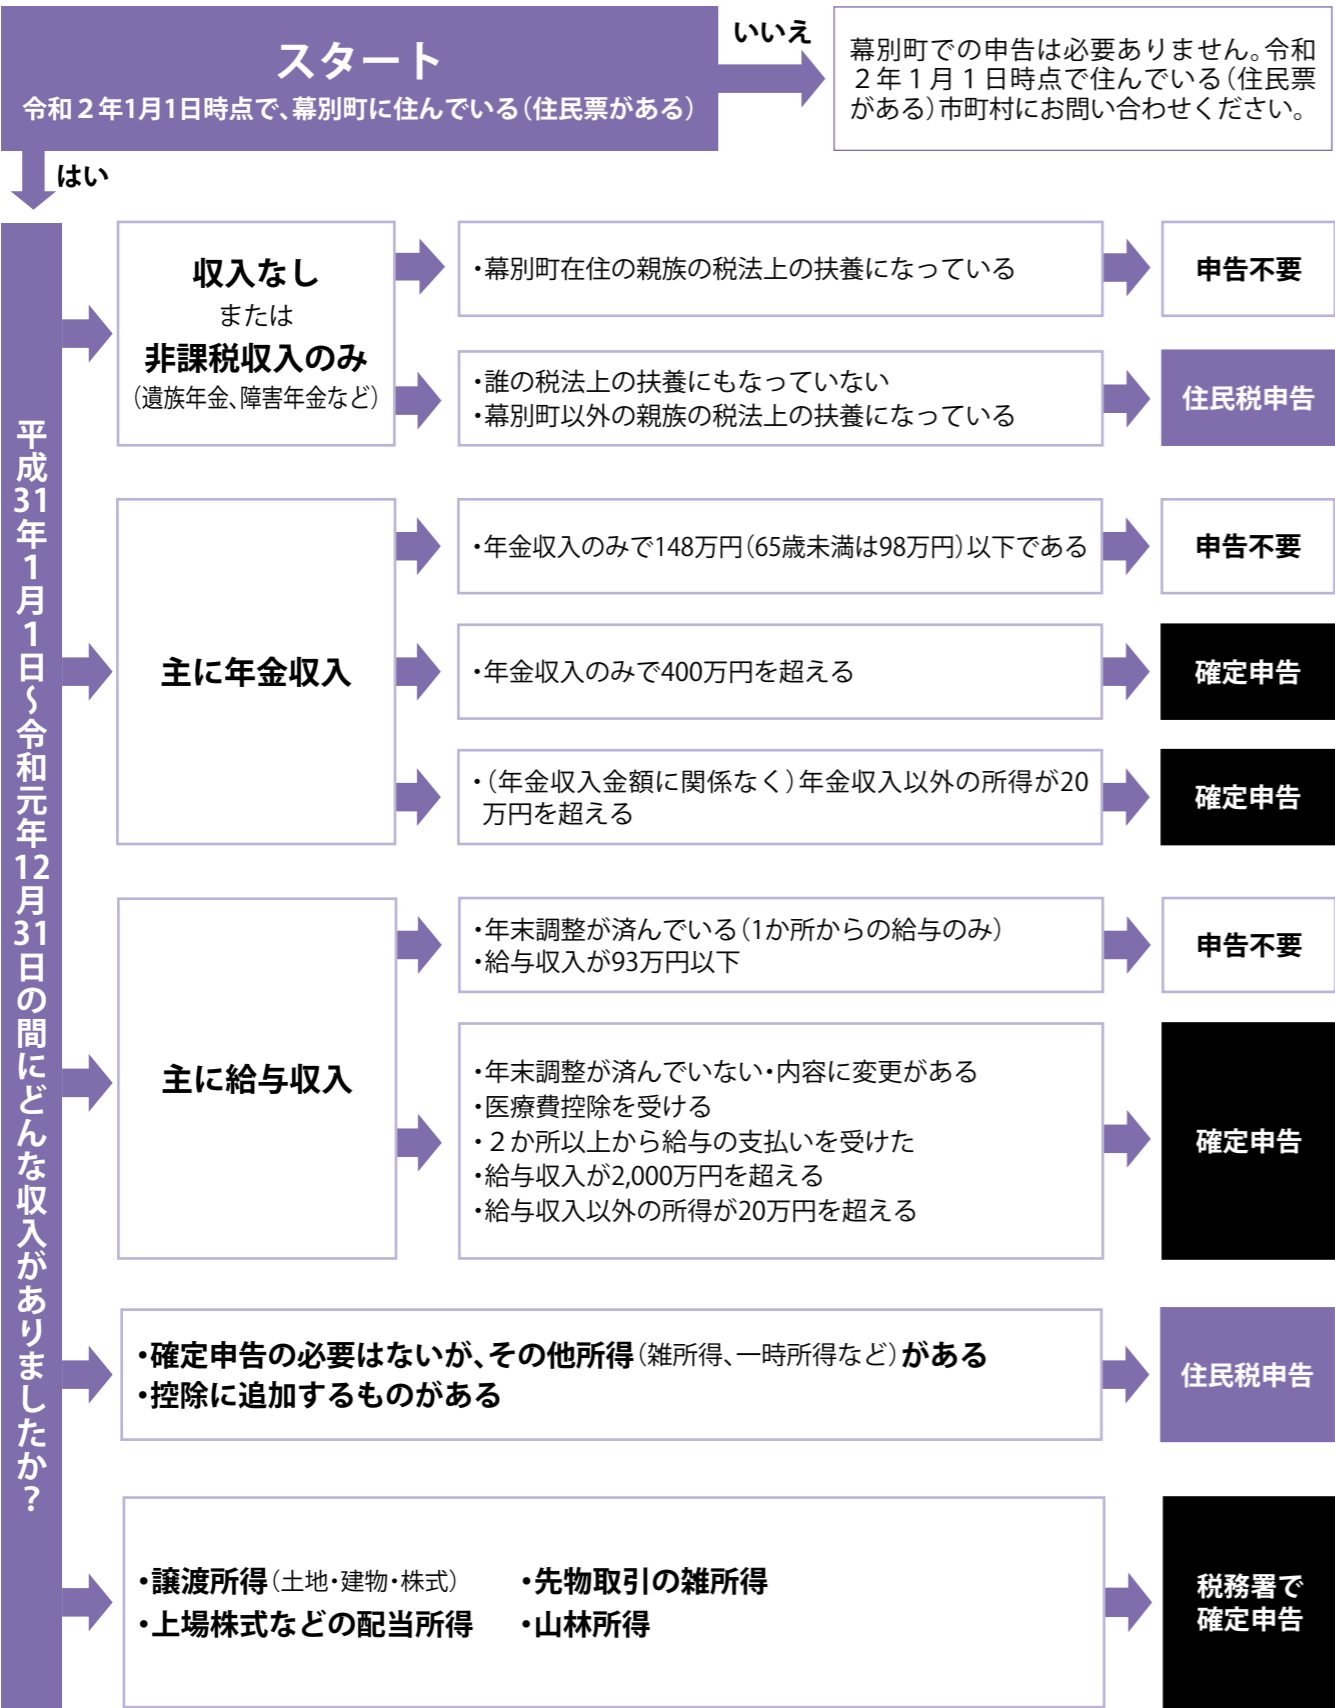 スタート
令和２年1月1日時点で、幕別町に住んでいる（住民票がある）
いいえ
幕別町での申告は必要ありません。令和
２年１月１日時点で住んでいる（住民票
がある）市町村にお問い合わせください。
はい
平成31年１月１日〜令和元年12月31日の間にどんな収入がありましたか？
収入なし
または
非課税収入のみ
（遺族年金、障害年金など）
・幕別町在住の親族の税法上の扶養になっている
申告不要
・誰の税法上の扶養にもなっていない
・幕別町以外の親族の税法上の扶養になっている
住民税申告
主に年金収入
・年金収入のみで148万円（65歳未満は98万円）以下である
申告不要
・年金収入のみで400万円を超える
確定申告
・（年金収入金額に関係なく）年金収入以外の所得が20
万円を超える
確定申告
主に給与収入
・年末調整が済んでいる（1か所からの給与のみ）
・給与収入が93万円以下
申告不要
・年末調整が済んでいない・内容に変更がある
・医療費控除を受ける
・２か所以上から給与の支払いを受けた
・給与収入が2,000万円を超える
・給与収入以外の所得が20万円を超える
確定申告
・確定申告の必要はないが、その他所得（雑所得、一時所得など）がある
・控除に追加するものがある
住民税申告
・譲渡所得（土地・建物・株式）　・先物取引の雑所得
・上場株式などの配当所得　・山林所得
税務署で
確定申告